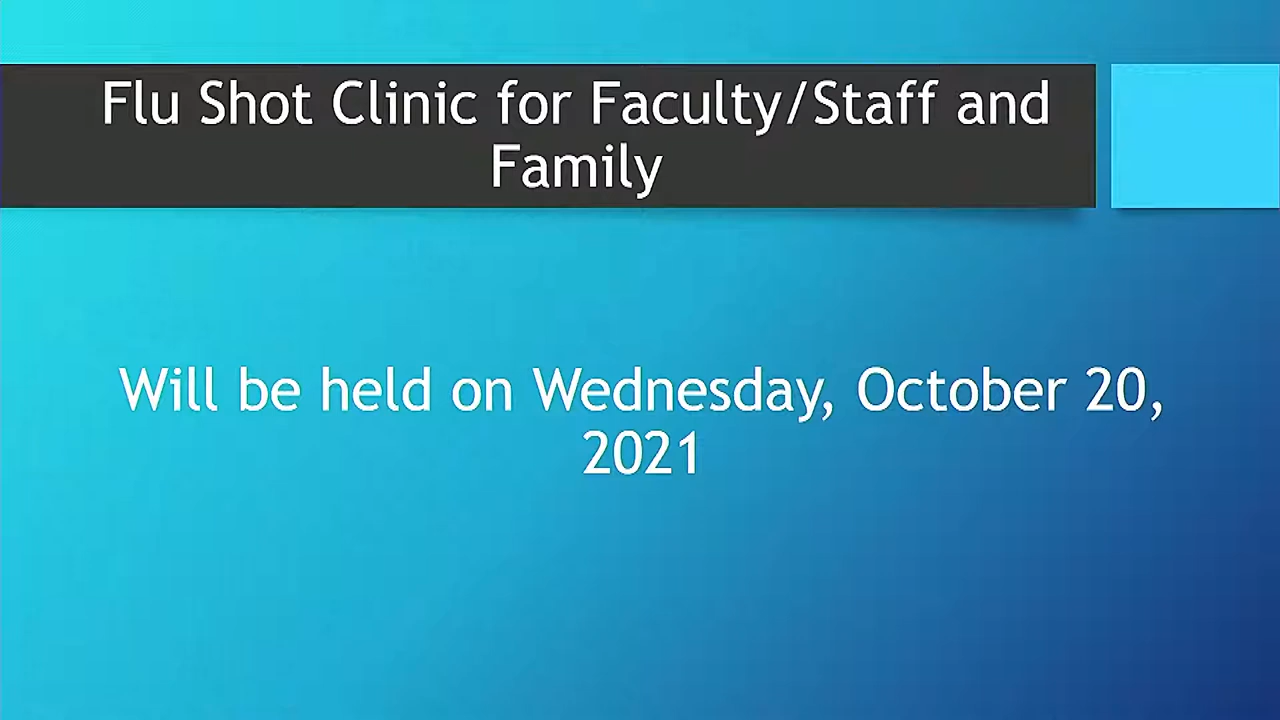 Flu Shot Clinic for Faculty/Staff and
Family
Will be held on Wednesday, October 20,
2021